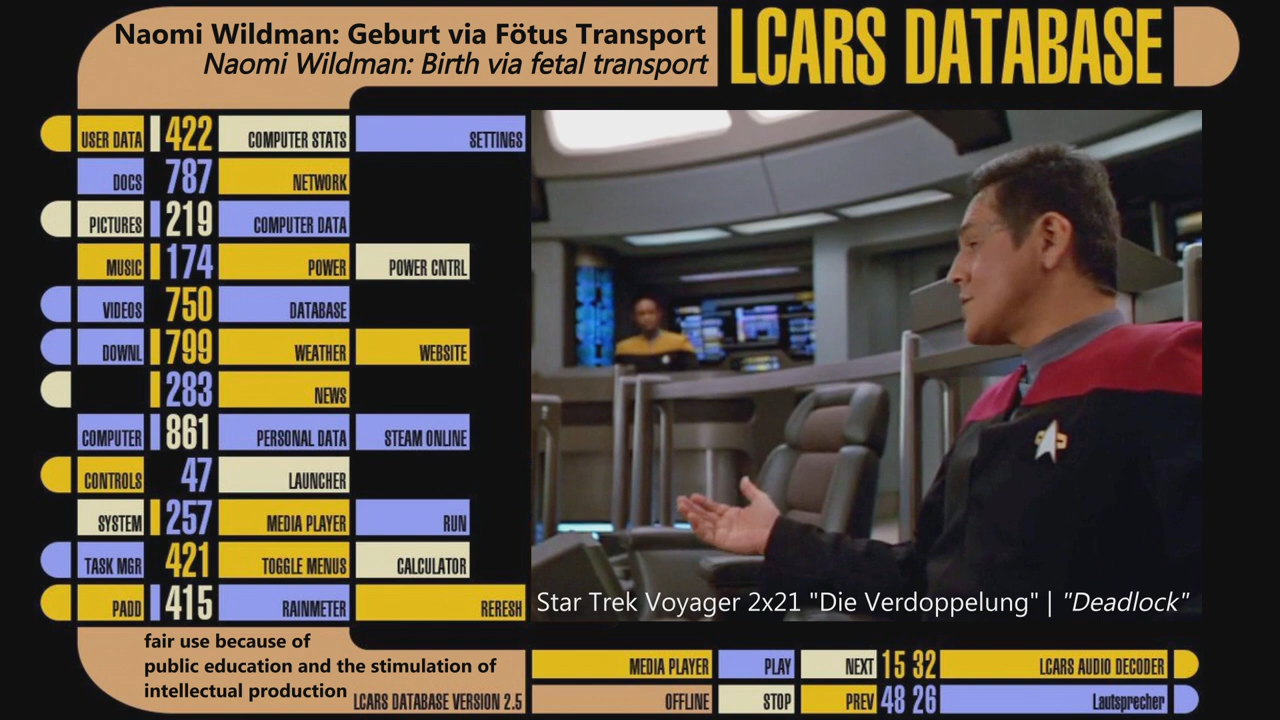 Naomi Wildman: Geburt via Fötus Transport
Naomi Wildman: Birth via fetal transport
LCARS DATABASE
USER DATA 422 COMPUTER STATS SETTINGS
DOCS 787 NETWORK
PICTURES 219 COMPUTER DATA
MUSIC 174 POWER POWER CNTRL
VIDEOS 750 DATABASE
DOWNL 799 WEATHER WEBSITE
283 NEWS
COMPUTER 861 PERSONAL DATA STEAM ONLINE
CONTROLS 47 LAUNCHER
SYSTEM 257 MEDIA PLAYER RUN
TASK MGR 421 TOGGLE MENUS CALCULATOR
PADD 415 RAINMETER RERESH
Star Trek Voyager 2x21 "Die Verdoppelung" | "Deadlock"
fair use because of
public education and the stimulation of
intellectual production
LCARS DATABASE VERSION 2.5
MEDIA PLAYER PLAY NEXT 15 32 LCARS AUDIO DECODER
OFFLINE STOP PREV 48 26 Lautsprecher